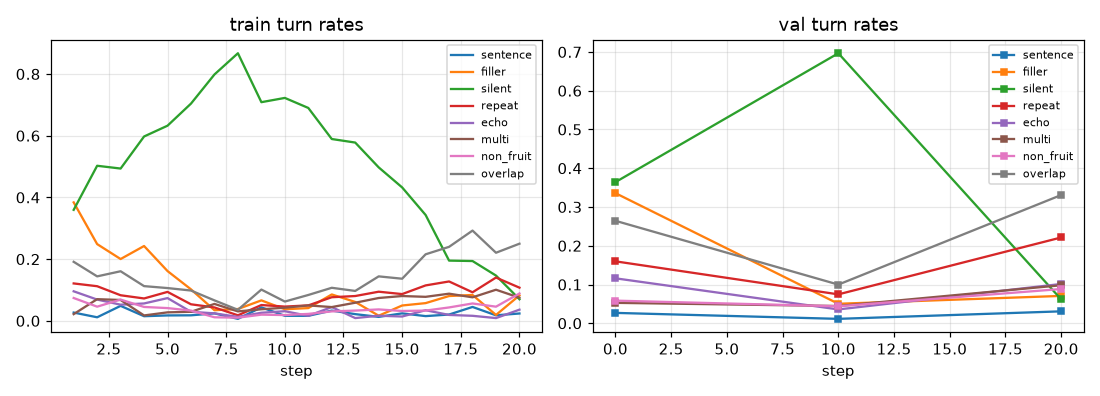 train turn rates
0.0
0.2
0.4
0.6
0.8
2.5
5.0
7.5
10.0
12.5
15.0
17.5
20.0
step
sentence
filler
silent
repeat
echo
multi
non_fruit
overlap
val turn rates
0.0
0.1
0.2
0.3
0.4
0.5
0.6
0.7
0.0
2.5
5.0
7.5
10.0
12.5
15.0
17.5
20.0
step
sentence
filler
silent
repeat
echo
multi
non_fruit
overlap